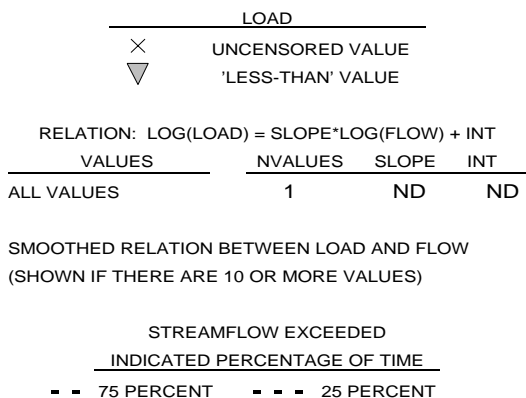 LOAD
UNCENSORED VALUE
'LESS-THAN' VALUE
RELATION: LOG(LOAD) = SLOPE*LOG(FLOW) + INT
VALUES NVALUES SLOPE INT
ALL VALUES 1 ND ND
SMOOTHED RELATION BETWEEN LOAD AND FLOW
(SHOWN IF THERE ARE 10 OR MORE VALUES)
STREAMFLOW EXCEEDED
INDICATED PERCENTAGE OF TIME
75 PERCENT 25 PERCENT